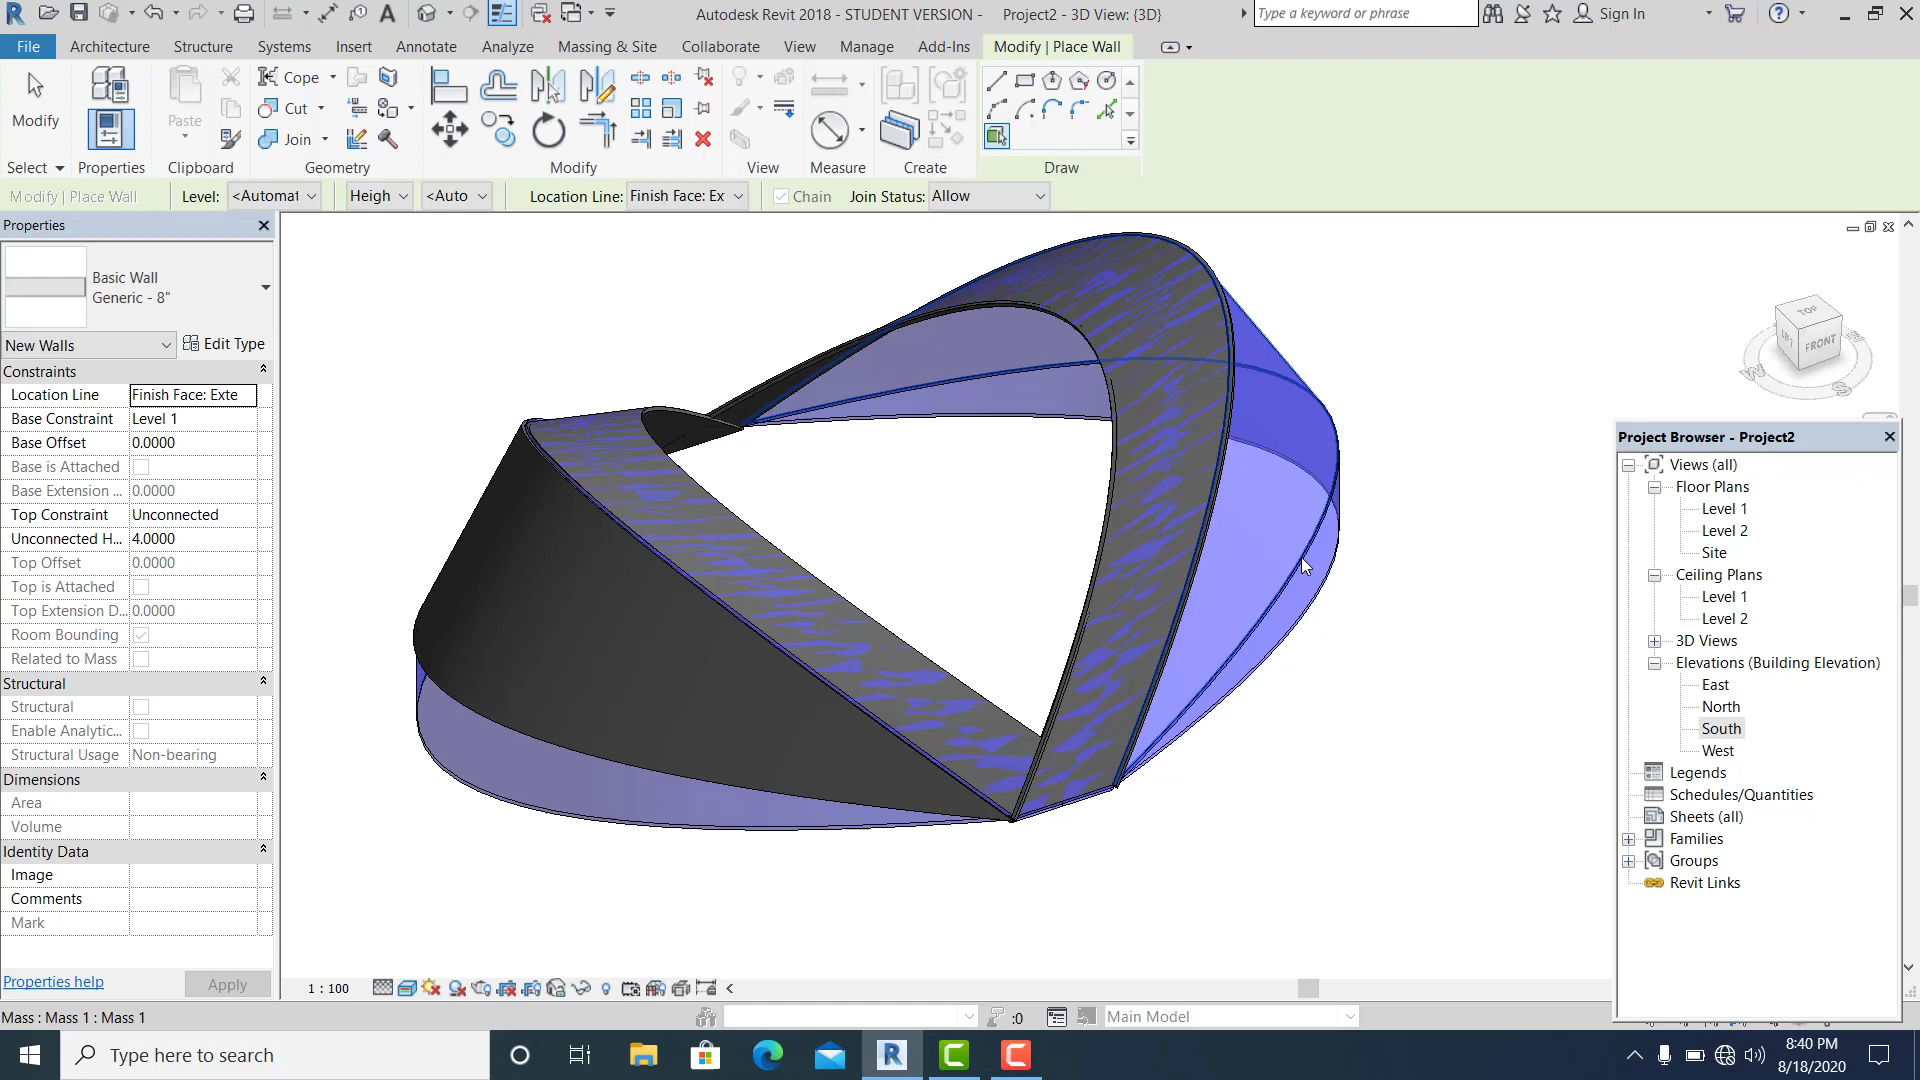 Autodesk Revit 2018 - STUDENT VERSION - Project2 - 3D View: {3D}
Type a keyword or phrase
Sign In
File Architecture Structure Systems Insert Annotate Analyze Massing & Site Collaborate View Manage Add-Ins Modify | Place Wall
Modify
Paste
Cope
Cut
Join
Select Properties Clipboard Geometry Modify View Measure Create Draw
Modify | Place Wall Level: <Automat Heigh <Auto Location Line: Finish Face: Ex Chain Join Status: Allow
Properties
Basic Wall
Generic - 8"
New Walls Edit Type
Constraints
Location Line Finish Face: Exte
Base Constraint Level 1
Base Offset 0.0000
Base is Attached
Base Extension ... 0.0000
Top Constraint Unconnected
Unconnected H... 4.0000
Top Offset 0.0000
Top is Attached
Top Extension D... 0.0000
Room Bounding
Related to Mass
Structural
Structural
Enable Analytic...
Structural Usage Non-bearing
Dimensions
Area
Volume
Identity Data
Image
Comments
Mark
Properties help Apply
TOP
FRONT
W
S
Project Browser - Project2
Views (all)
Floor Plans
Level 1
Level 2
Site
Ceiling Plans
Level 1
Level 2
3D Views
Elevations (Building Elevation)
East
North
South
West
Legends
Schedules/Quantities
Sheets (all)
Families
Groups
Revit Links
1 : 100
Mass : Mass 1 : Mass 1
:0
Main Model
Type here to search
8:40 PM
8/18/2020